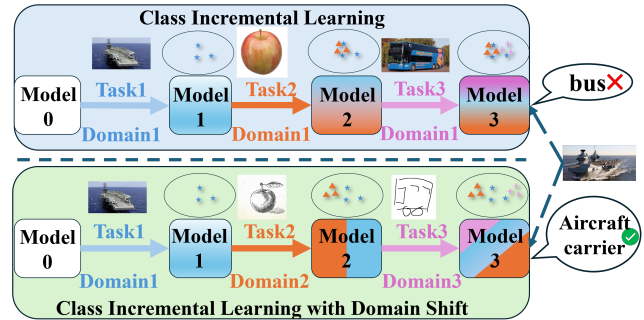 Class Incremental Learning
Model
0
Task1
Domain1
Model
1
Task2
Domain1
Model
2
Task3
Domain1
Model
3
bus
Model
0
Task1
Domain1
Model
1
Task2
Domain2
Model
2
Task3
Domain3
Model
3
Aircraft
carrier
Class Incremental Learning with Domain Shift